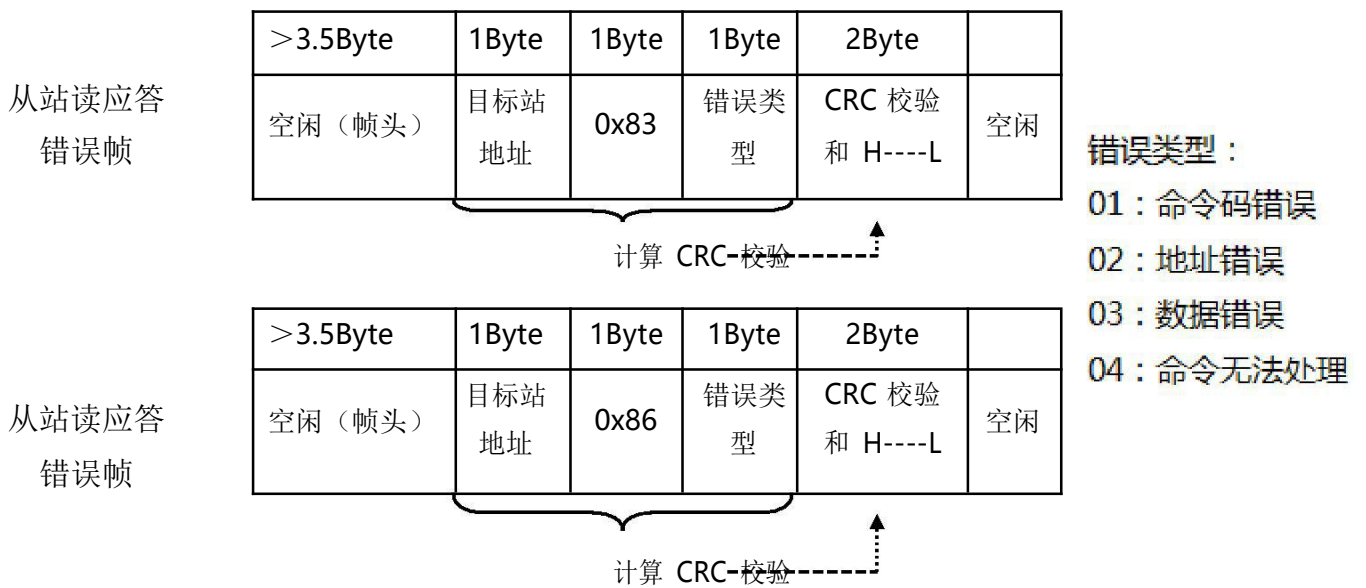 >3.5Byte 1Byte 1Byte 1Byte 2Byte
从站读应答
错误帧
空闲（帧头） 目标站 0x83 错误类 CRC 校验 空闲
地址 型 和 H----L
计算 CRC 校验
>3.5Byte 1Byte 1Byte 1Byte 2Byte
从站读应答
错误帧
空闲（帧头） 目标站 0x86 错误类 CRC 校验 空闲
地址 型 和 H----L
计算 CRC 校验
错误类型：
01：命令码错误
02：地址错误
03：数据错误
04：命令无法处理